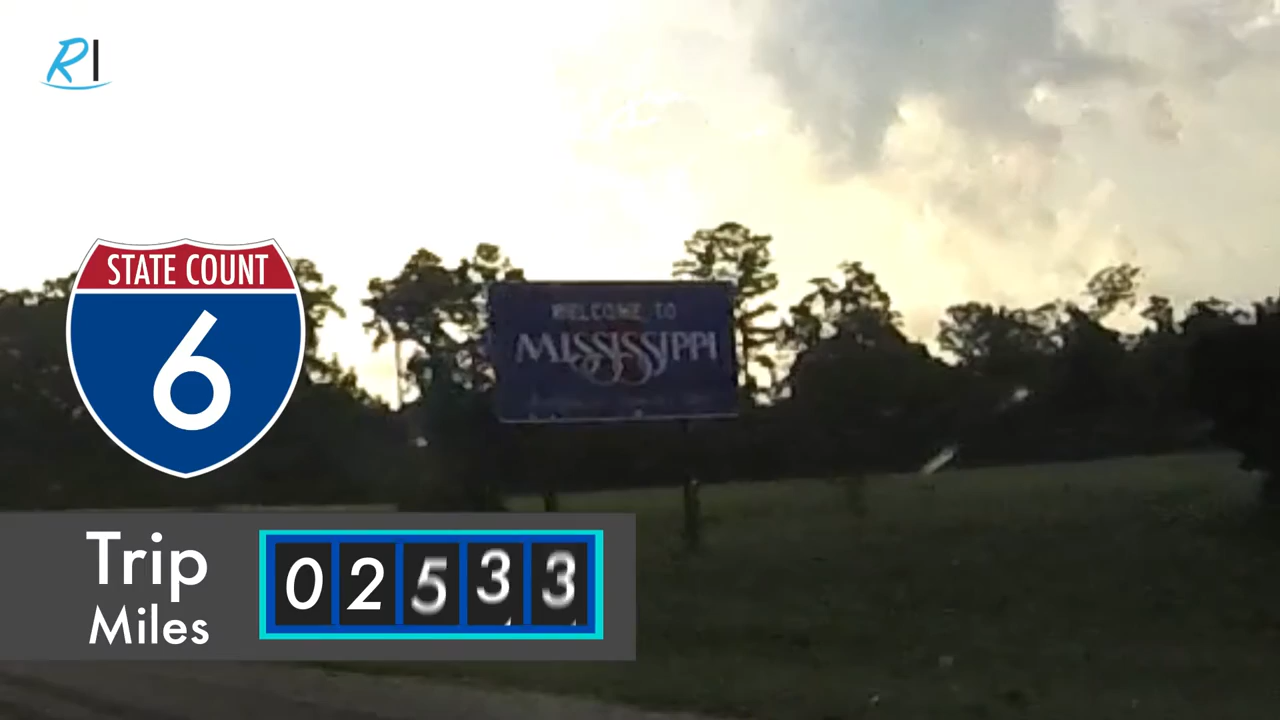 RI
STATE COUNT
6
WELCOME TO
MISSISSIPPI
Trip
Miles
02533